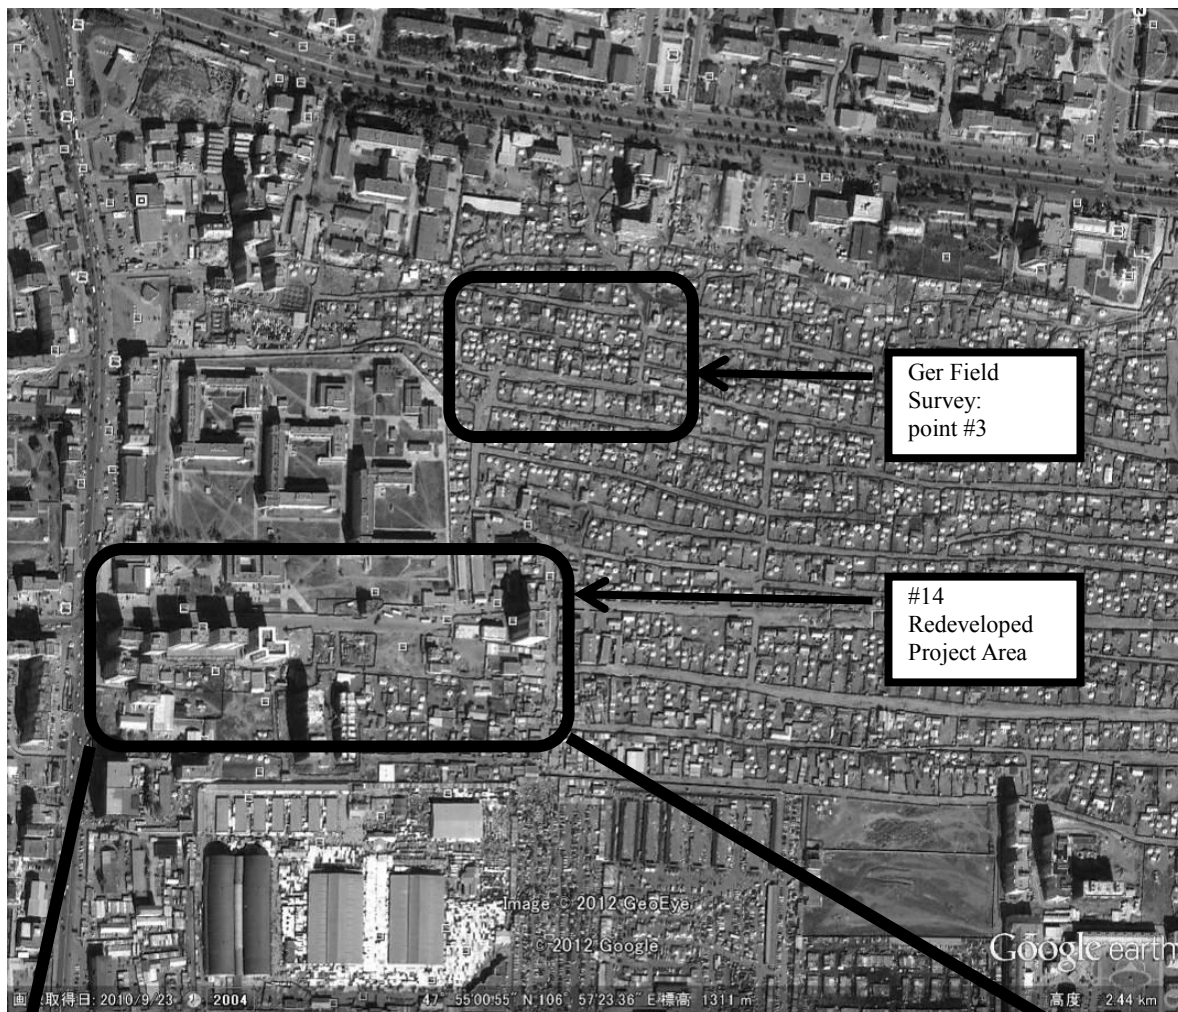 N
Ger Field
Survey:
point #3
#14
Redeveloped
Project Area
Image © 2012 GeoEye
© 2012 Google
Google earth
取得日: 2010/9/23 2004 47 55'00.55" N 106 57'23.36" E 標高 1311 m 高度 2.44 km